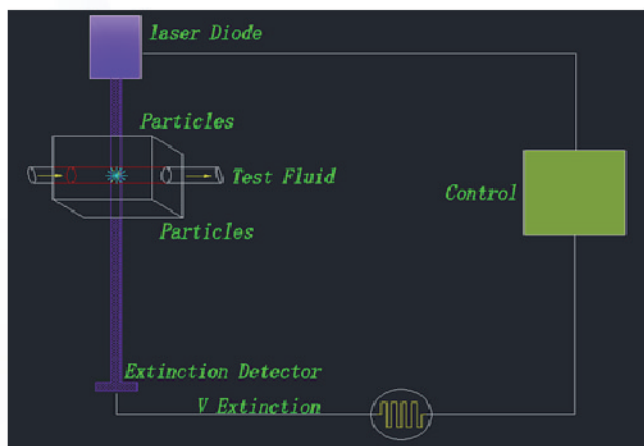 laser Diode
Particles
Test Fluid
Control
Particles
Extinction Detector
V Extinction